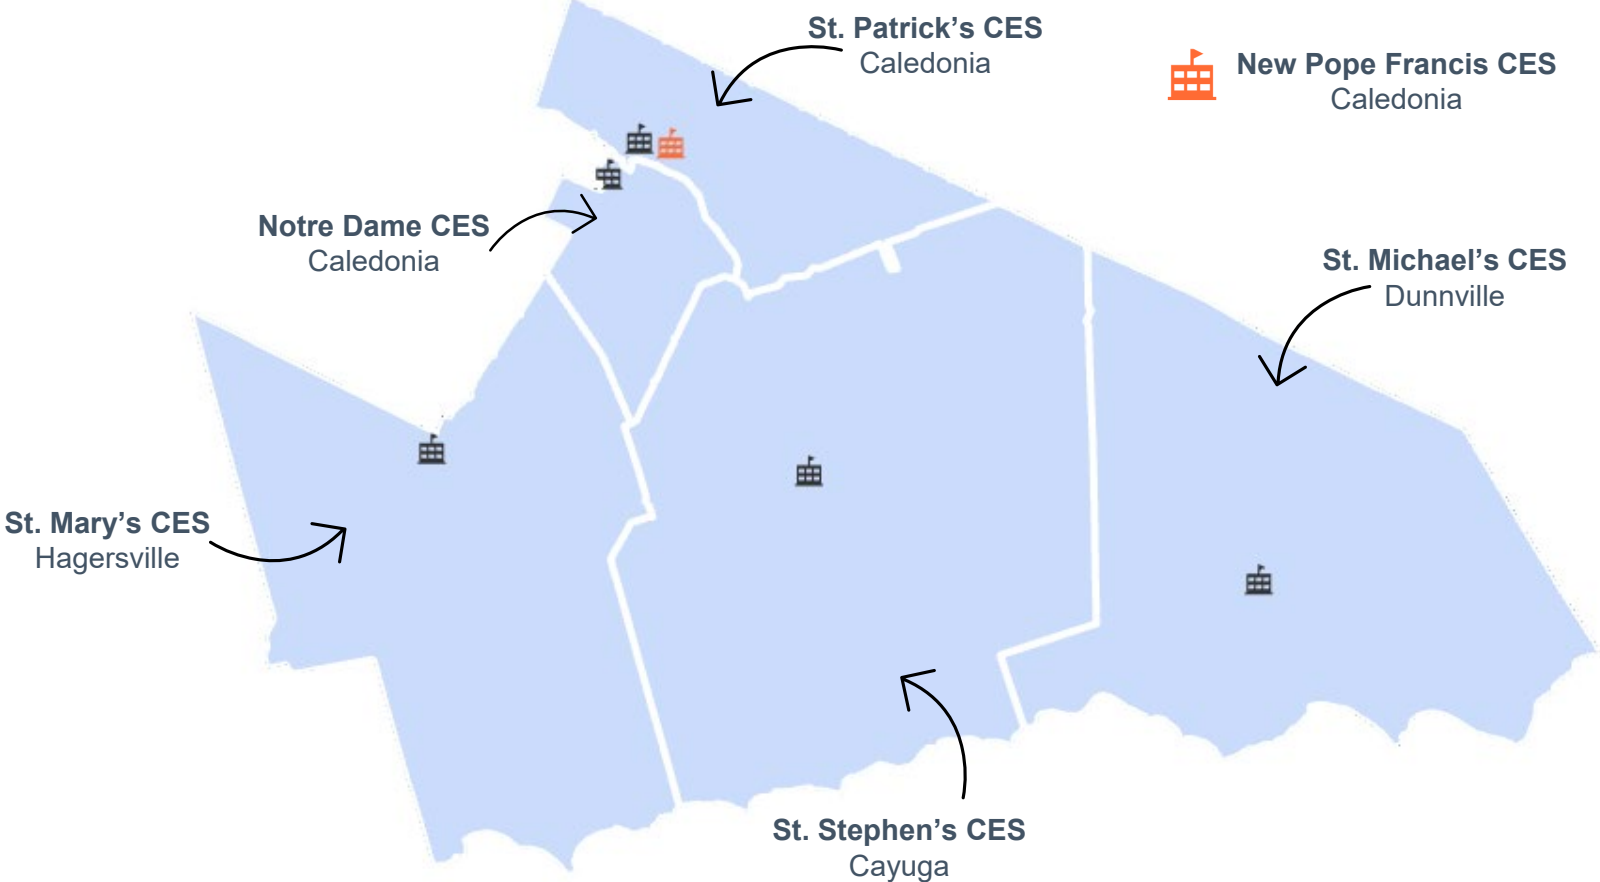 St. Patrick’s CES
Caledonia
New Pope Francis CES
Caledonia
Notre Dame CES
Caledonia
St. Michael’s CES
Dunnville
St. Mary’s CES
Hagersville
St. Stephen’s CES
Cayuga